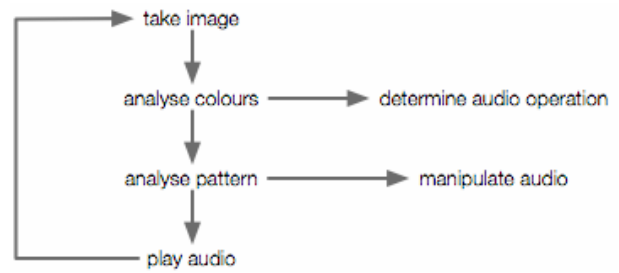 take image
analyse colours
determine audio operation
analyse pattern
manipulate audio
play audio